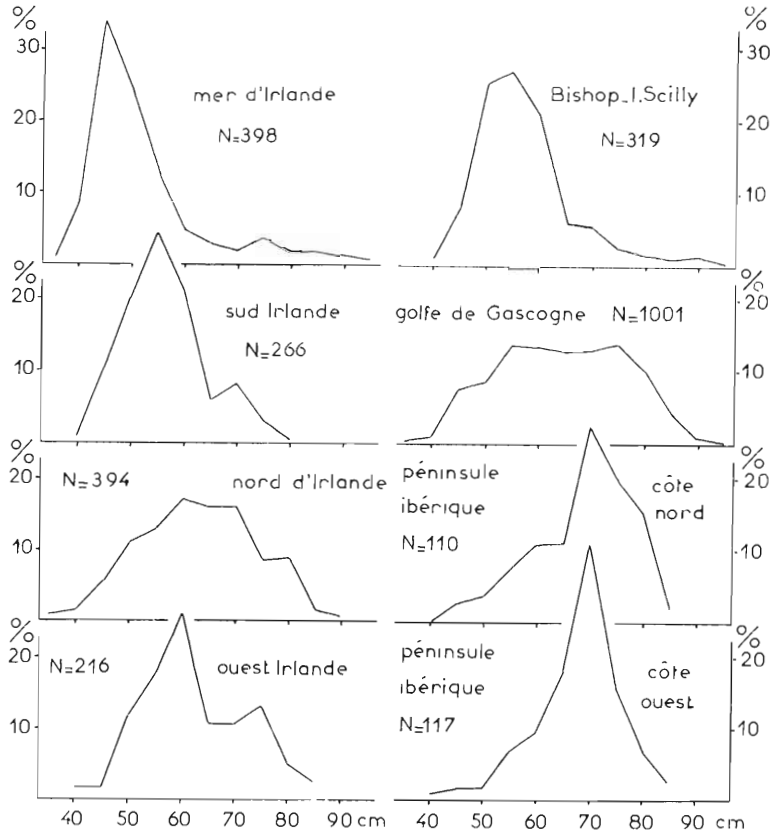 %
30
20
10
mer d'Irlande
N=398
%
30
20
10
Bishop_I.Scilly
N=319
%
20
10
sud Irlande
N=266
%
20
10
golfe de Gascogne N=1001
%
20
10
N=394 nord d'Irlande
%
20
10
péninsule
ibérique
N=110
côte
nord
%
20
10
N=216 ouest Irlande
%
20
10
péninsule
ibérique
N=117
côte
ouest
40 50 60 70 80 90 cm
40 50 60 70 80 90 cm